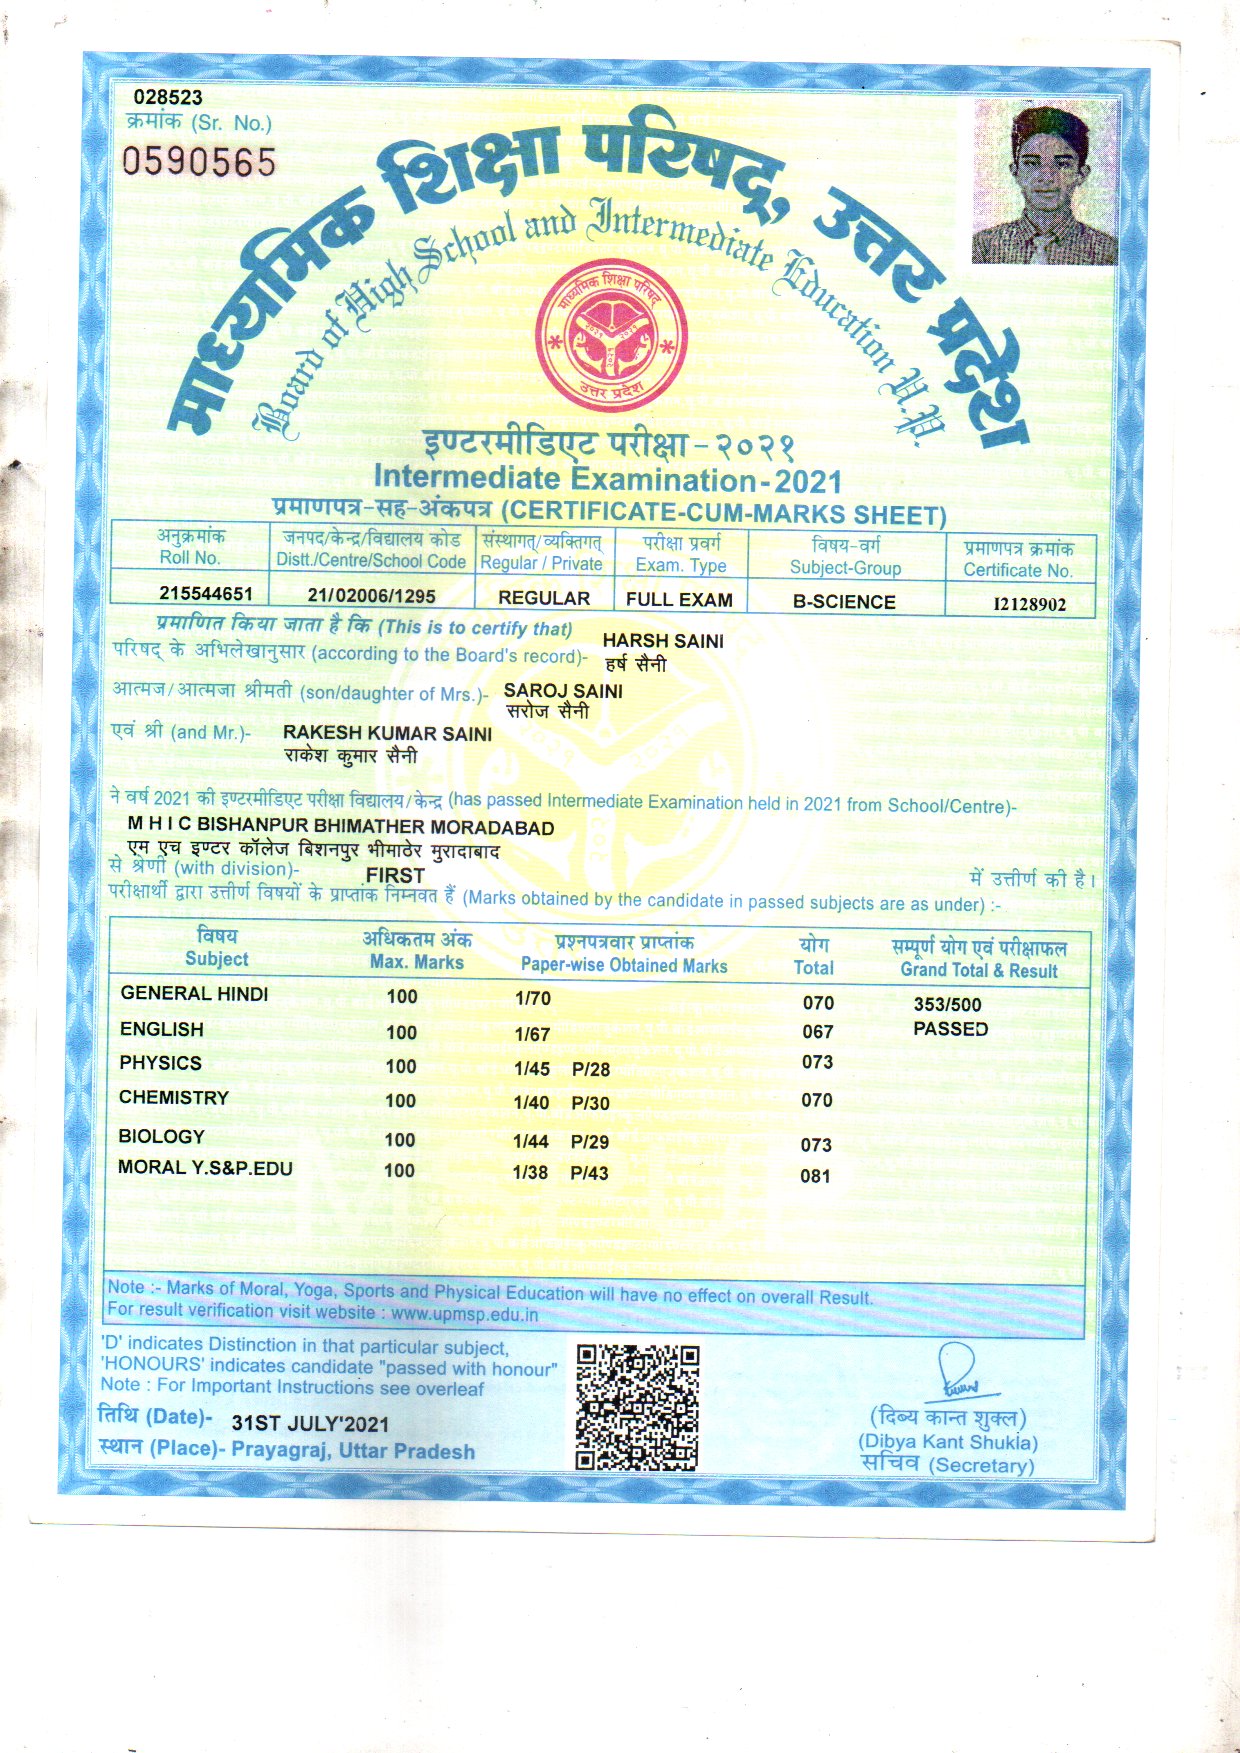 028523
क्रमांक (Sr. No.)
0590565
माध्यमिक शिक्षा परिषद्, उत्तर प्रदेश
Board of High School and Intermediate Education U.P.
माध्यमिक शिक्षा परिषद्
उत्तर प्रदेश
इण्टरमीडिएट परीक्षा - २०२१
Intermediate Examination - 2021
प्रमाणपत्र-सह-अंकपत्र (CERTIFICATE-CUM-MARKS SHEET)
अनुक्रमांक जनपद/केन्द्र/विद्यालय कोड संस्थागत्/व्यक्तिगत् परीक्षा प्रवर्ग विषय-वर्ग प्रमाणपत्र क्रमांक
Roll No. Distt./Centre/School Code Regular / Private Exam. Type Subject-Group Certificate No.
215544651 21/02006/1295 REGULAR FULL EXAM B-SCIENCE I2128902
प्रमाणित किया जाता है कि (This is to certify that)
परिषद् के अभिलेखानुसार (according to the Board's record)- HARSH SAINI
हर्ष सैनी
आत्मज/आत्मजा श्रीमती (son/daughter of Mrs.)- SAROJ SAINI
सरोज सैनी
एवं श्री (and Mr.)- RAKESH KUMAR SAINI
राकेश कुमार सैनी
ने वर्ष 2021 की इण्टरमीडिएट परीक्षा विद्यालय/केन्द्र (has passed Intermediate Examination held in 2021 from School/Centre)-
M H I C BISHANPUR BHIMATHER MORADABAD
एम एच इण्टर कॉलेज बिशनपुर भीमाठेर मुरादाबाद
से श्रेणी (with division)- FIRST में उत्तीर्ण की है।
परीक्षार्थी द्वारा उत्तीर्ण विषयों के प्राप्तांक निम्नवत हैं (Marks obtained by the candidate in passed subjects are as under) :-
विषय अधिकतम अंक प्रश्नपत्रवार प्राप्तांक योग सम्पूर्ण योग एवं परीक्षाफल
Subject Max. Marks Paper-wise Obtained Marks Total Grand Total & Result
GENERAL HINDI 100 1/70 070 353/500
ENGLISH 100 1/67 067 PASSED
PHYSICS 100 1/45 P/28 073
CHEMISTRY 100 1/40 P/30 070
BIOLOGY 100 1/44 P/29 073
MORAL Y.S&P.EDU 100 1/38 P/43 081
Note :- Marks of Moral, Yoga, Sports and Physical Education will have no effect on overall Result.
For result verification visit website : www.upmsp.edu.in
'D' indicates Distinction in that particular subject,
'HONOURS' indicates candidate "passed with honour"
Note : For Important Instructions see overleaf
तिथि (Date)- 31ST JULY'2021
स्थान (Place)- Prayagraj, Uttar Pradesh
(दिब्य कान्त शुक्ल)
(Dibya Kant Shukla)
सचिव (Secretary)